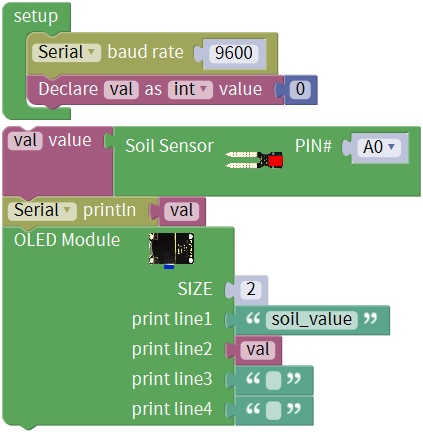 setup
Serial baud rate 9600
Declare val as int value 0
val value Soil Sensor PIN# A0
Serial println val
OLED Module
SIZE 2
print line1 “ soil_value ”
print line2 val
print line3 “ ”
print line4 “ ”